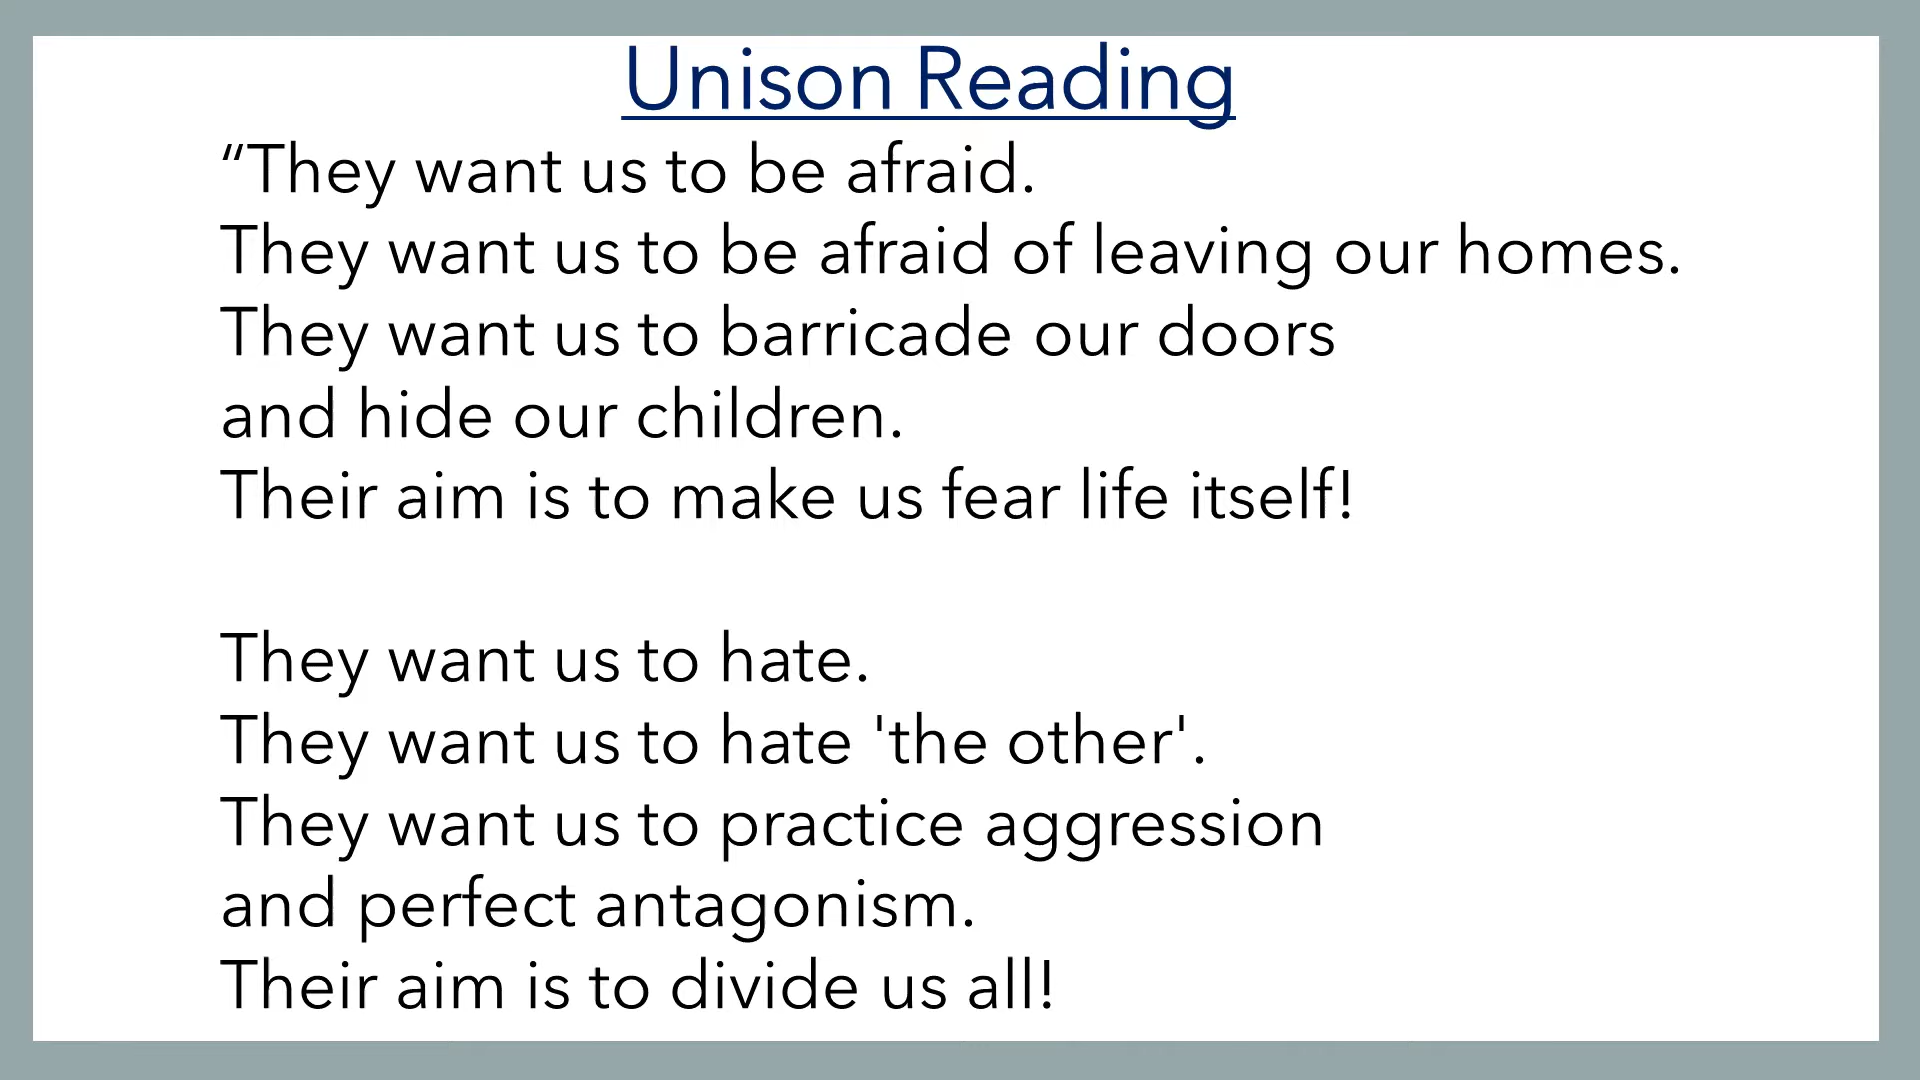 Unison Reading
“They want us to be afraid.
They want us to be afraid of leaving our homes.
They want us to barricade our doors
and hide our children.
Their aim is to make us fear life itself!
They want us to hate.
They want us to hate 'the other'.
They want us to practice aggression
and perfect antagonism.
Their aim is to divide us all!